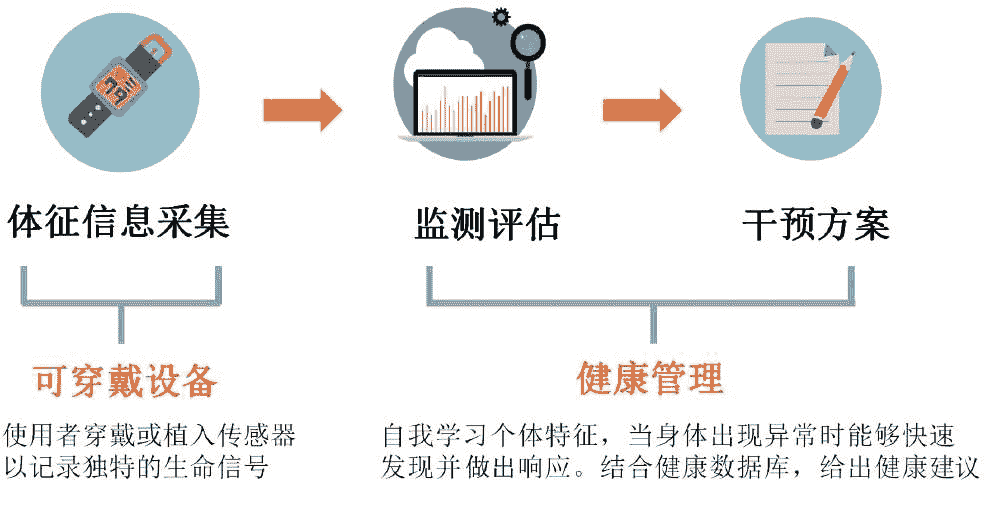 体征信息采集
监测评估
干预方案
可穿戴设备
健康管理
使用者穿戴或植入传感器
以记录独特的生命信号
自我学习个体特征，当身体出现异常时能够快速
发现并做出响应。结合健康数据库，给出健康建议